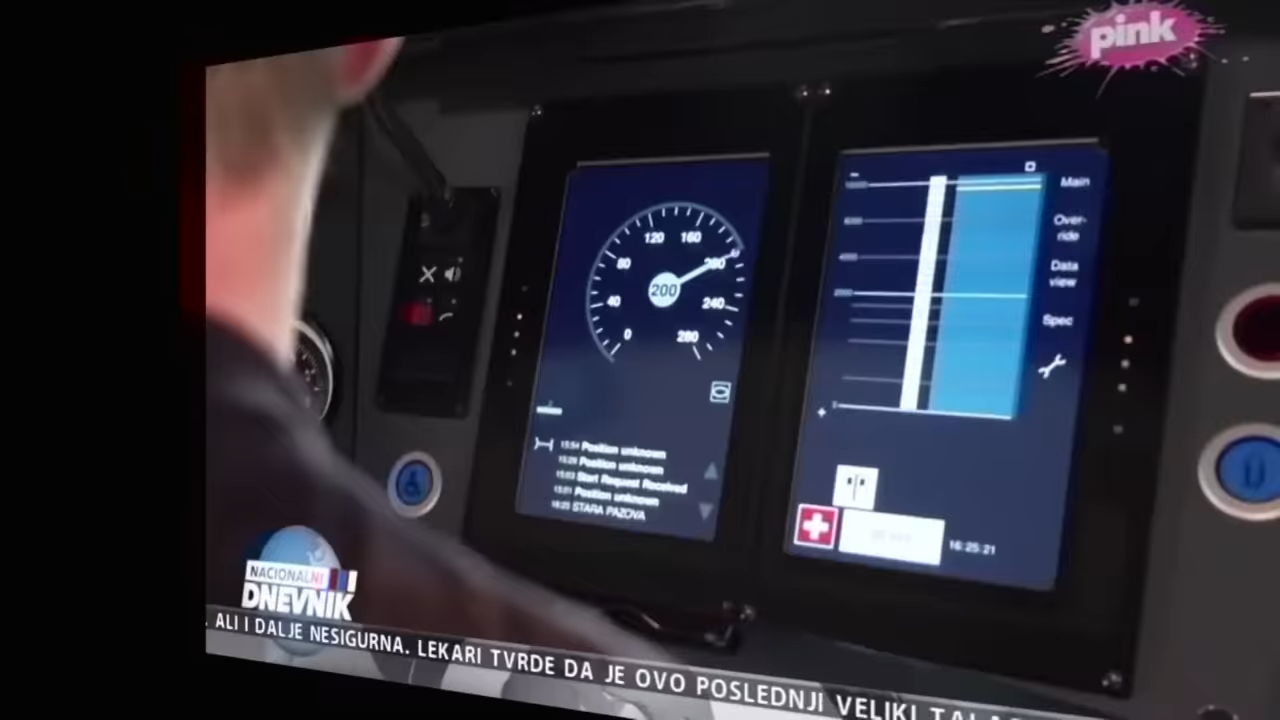 pink
120 160
80 200
200
40 240
0 280
15:54 Position unknown
15:29 Position unknown
15:03 Start Request Received
15:01 Position unknown
16:25 STARA PAZOVA
Main
Over-
ride
Data
view
Spec
16:25:21
NACIONALNI
DNEVNIK
. ALI I DALJE NESIGURNA. LEKARI TVRDE DA JE OVO POSLEDNJI VELIKI